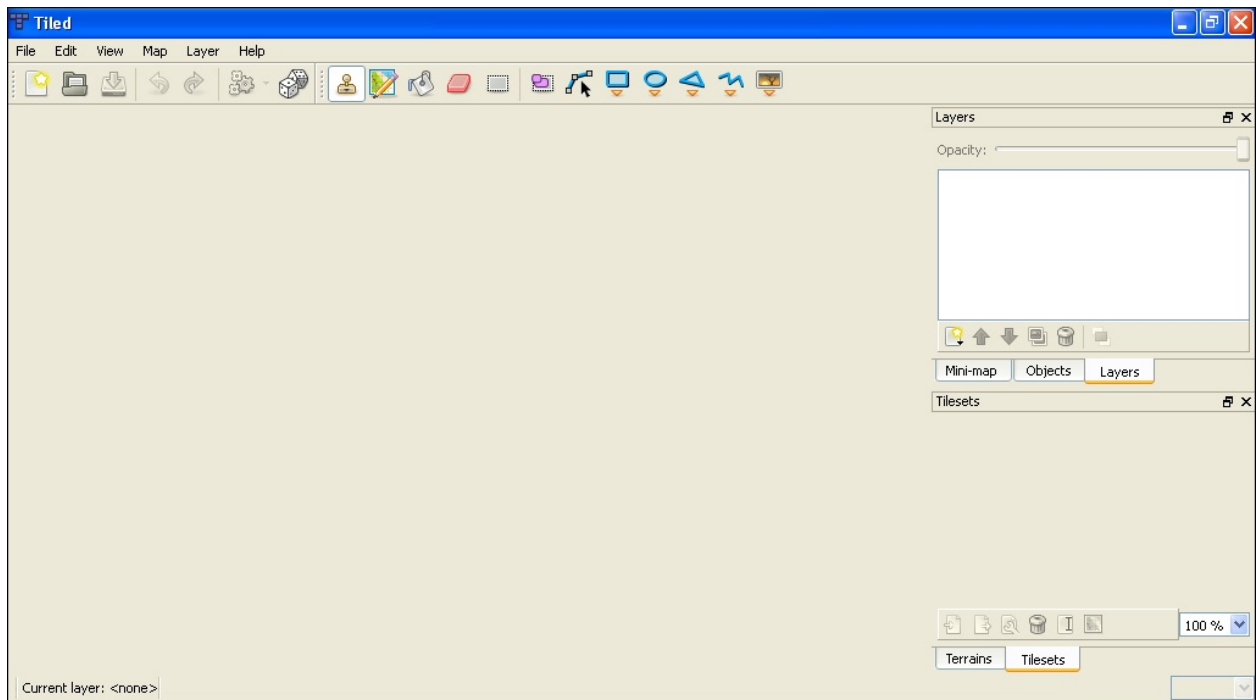 Tiled
File Edit View Map Layer Help
Layers
Opacity:
Mini-map Objects Layers
Tilesets
100 %
Terrains Tilesets
Current layer: <none>